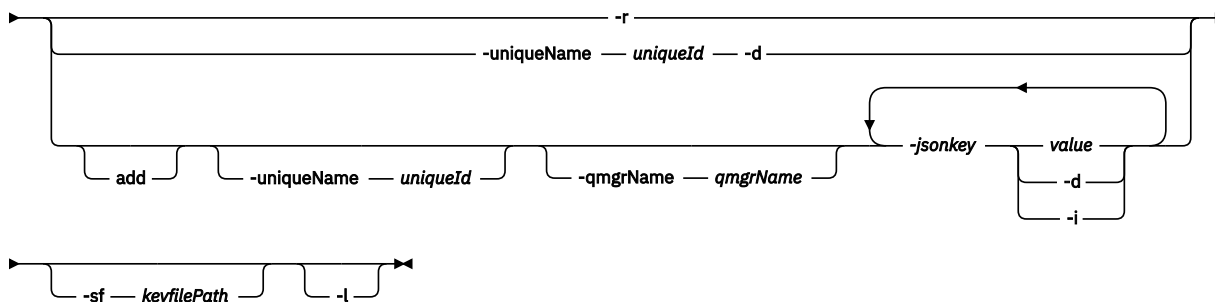 -r
-uniqueName uniqueId -d
-jsonkey value
add -uniqueName uniqueId -qmgrName qmgrName -d
-i
-sf keyfilePath -l